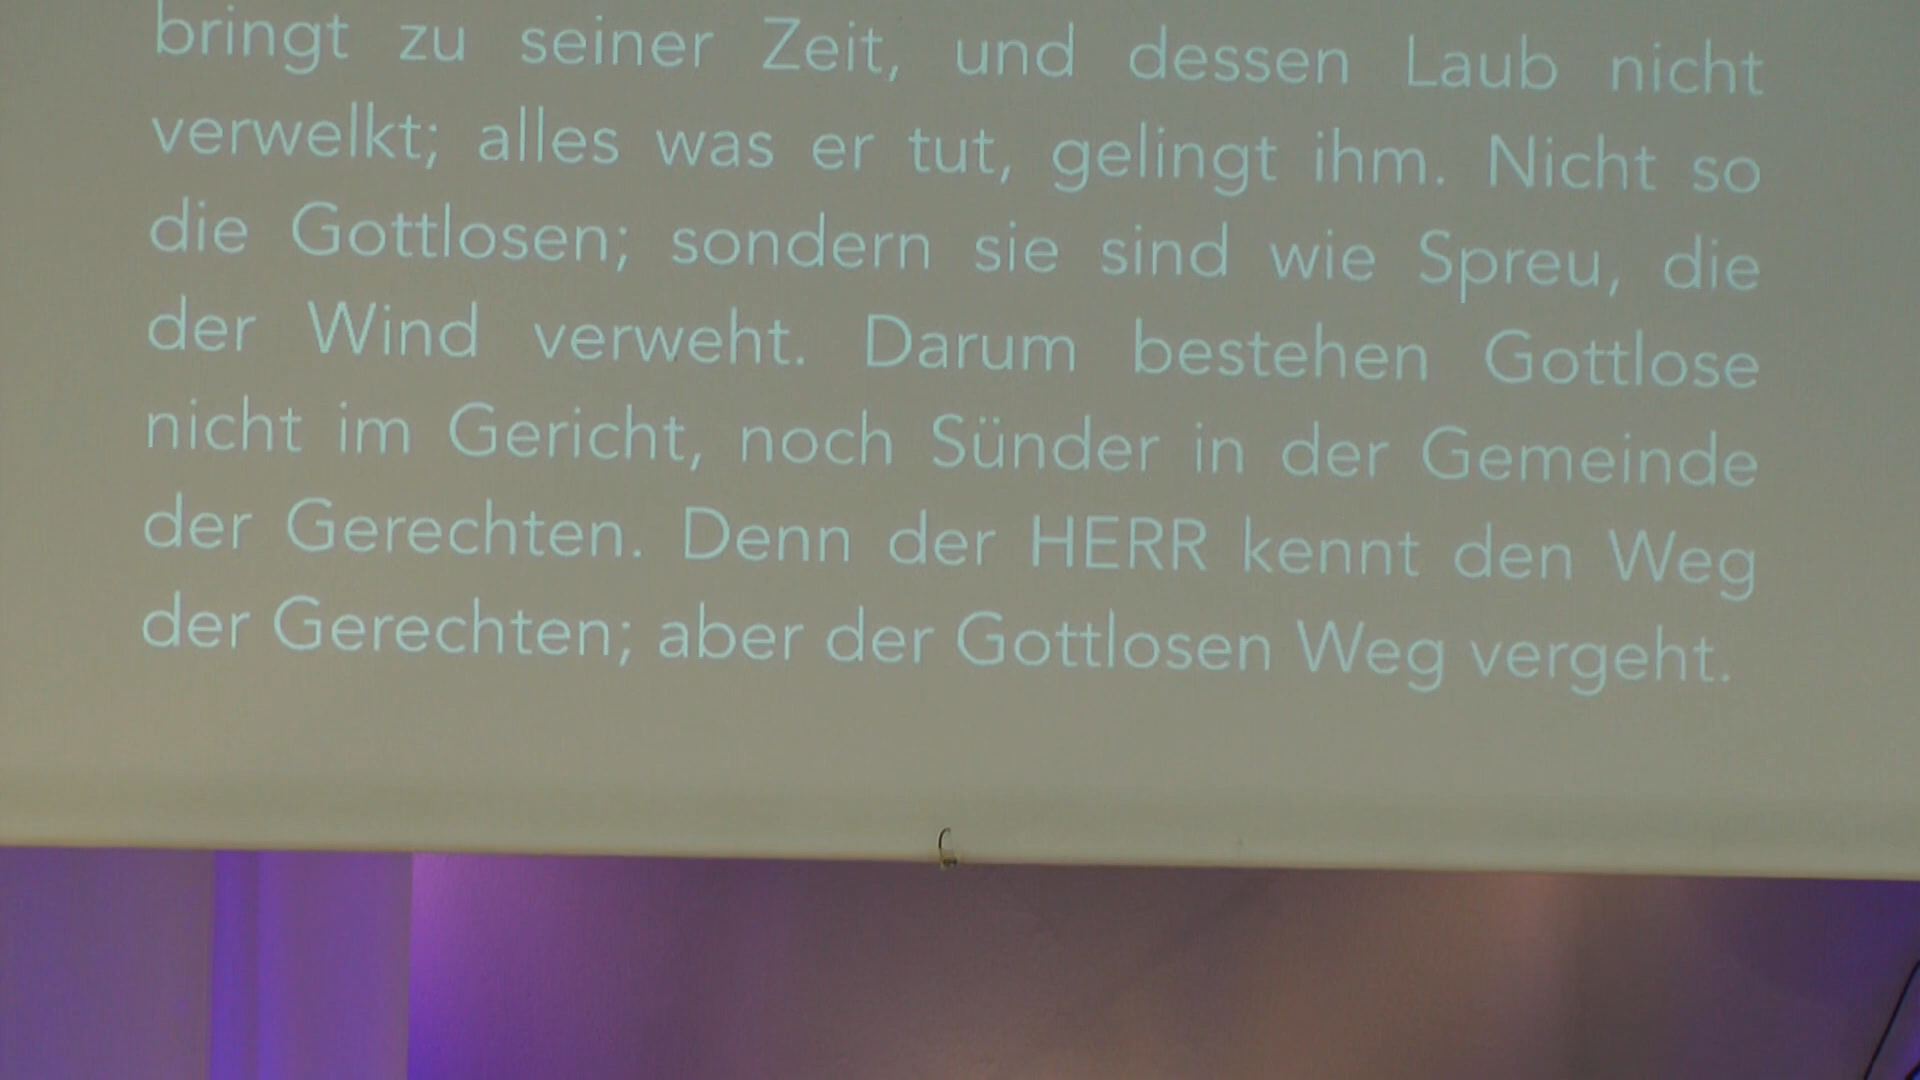 bringt zu seiner Zeit, und dessen Laub nicht
verwelkt; alles was er tut, gelingt ihm. Nicht so
die Gottlosen; sondern sie sind wie Spreu, die
der Wind verweht. Darum bestehen Gottlose
nicht im Gericht, noch Sünder in der Gemeinde
der Gerechten. Denn der HERR kennt den Weg
der Gerechten; aber der Gottlosen Weg vergeht.